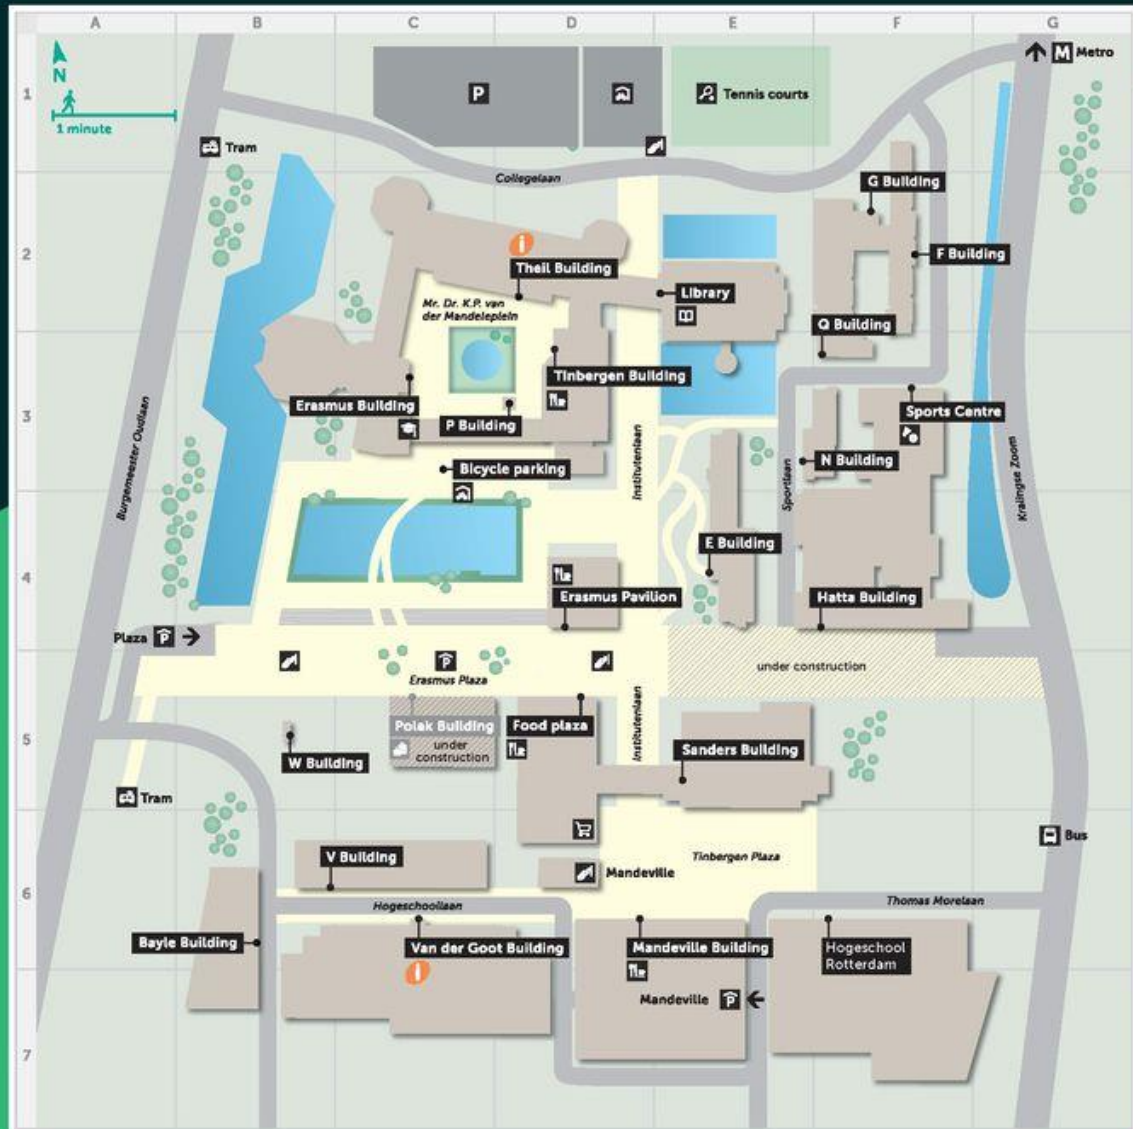 A B C D E F G
1
N
1 minute
P
Tennis courts
M Metro
Tram
Collegelaan
G Building
2
i
Theil Building
F Building
Mr. Dr. K.P. van
der Mandeleplein
Library
Q Building
Tinbergen Building
3
Erasmus Building
P Building
Sports Centre
Bicycle parking
N Building
Burgemeester Oudlaan
Institutenlaan
Sportlaan
Kralingse Zoom
E Building
4
Erasmus Pavilion
Hatta Building
Plaza P
P
under construction
Erasmus Plaza
Institutenlaan
5
Polak Building
under
construction
Food plaza
Sanders Building
W Building
Tram
Bus
V Building
Tinbergen Plaza
Mandeville
6
Hogeschoollaan
Thomas Morelaan
Bayle Building
Van der Goot Building
i
Mandeville Building
Hogeschool
Rotterdam
Mandeville P
7